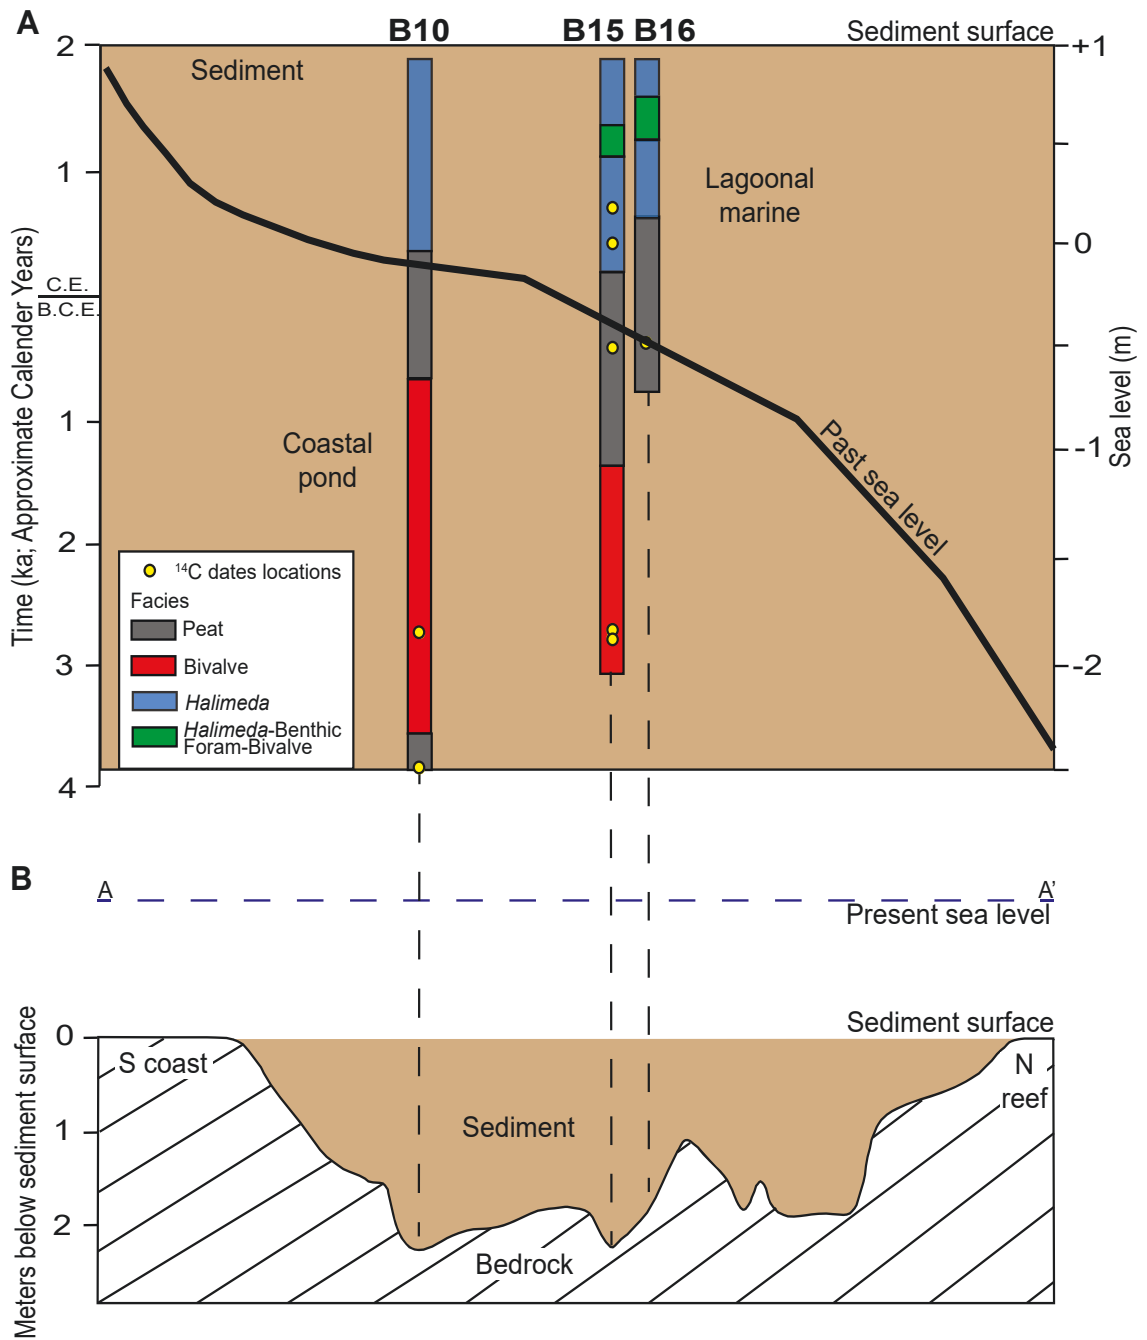 A
B10
B15
B16
Sediment surface
2
1
C.E.
B.C.E.
1
2
3
4
Time (ka; Approximate Calender Years)
+1
0
-1
-2
Sea level (m)
Sediment
Lagoonal
marine
Coastal
pond
Past sea level
14C dates locations
Facies
Peat
Bivalve
Halimeda
Halimeda-Benthic
Foram-Bivalve
B
A
A'
Present sea level
Sediment surface
0
1
2
Meters below sediment surface
S coast
N
reef
Sediment
Bedrock